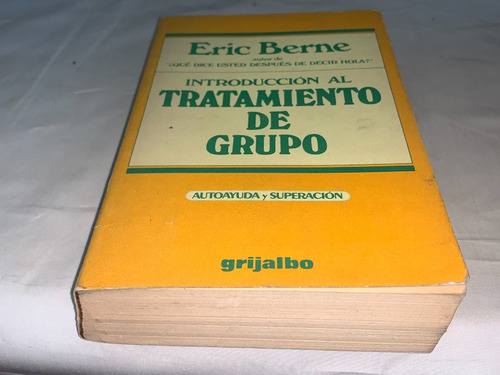 Eric Berne
autor de
"¿QUÉ DICE USTED DESPUÉS DE DECIR HOLA?"
INTRODUCCIÓN AL
TRATAMIENTO
DE
GRUPO
AUTOAYUDA y SUPERACIÓN
grijalbo